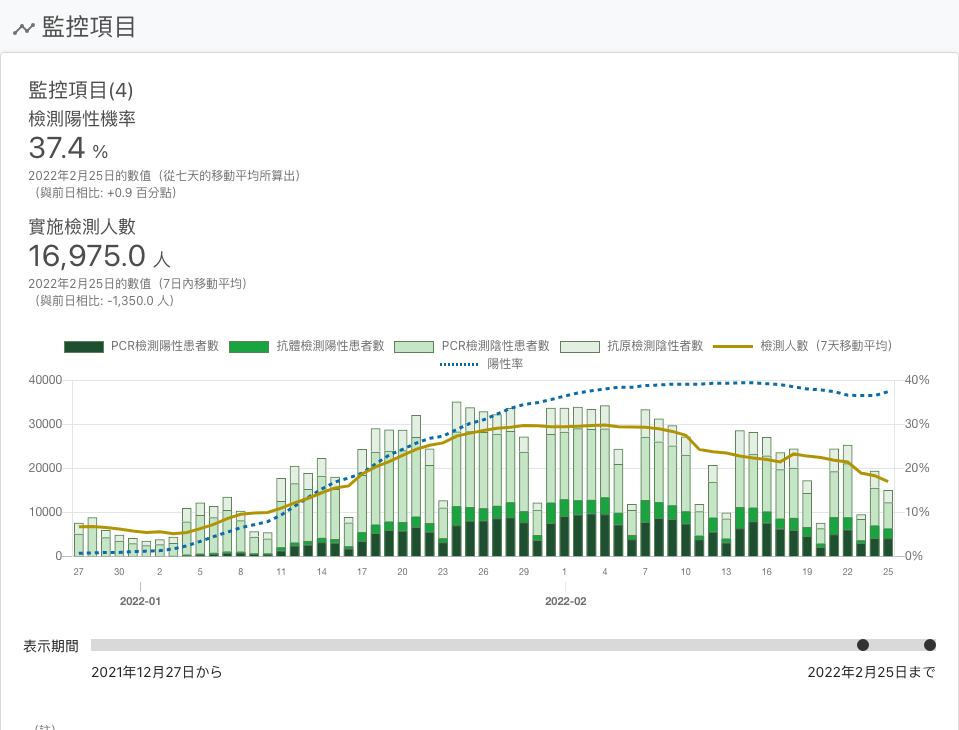 監控項目
監控項目(4)
檢測陽性機率
37.4 %
2022年2月25日的數值（從七天的移動平均所算出）
（與前日相比: +0.9 百分點）
實施檢測人數
16,975.0 人
2022年2月25日的數值（7日內移動平均）
（與前日相比: -1,350.0 人）
PCR檢測陽性患者數 抗體檢測陽性患者數 PCR檢測陰性患者數 抗原檢測陰性者數 檢測人數（7天移動平均）
陽性率
40000 40%
30000 30%
20000 20%
10000 10%
0 0%
27 30 2 5 8 11 14 17 20 23 26 29 1 4 7 10 13 16 19 22 25
2022-01 2022-02
表示期間
2021年12月27日から 2022年2月25日まで
（註）